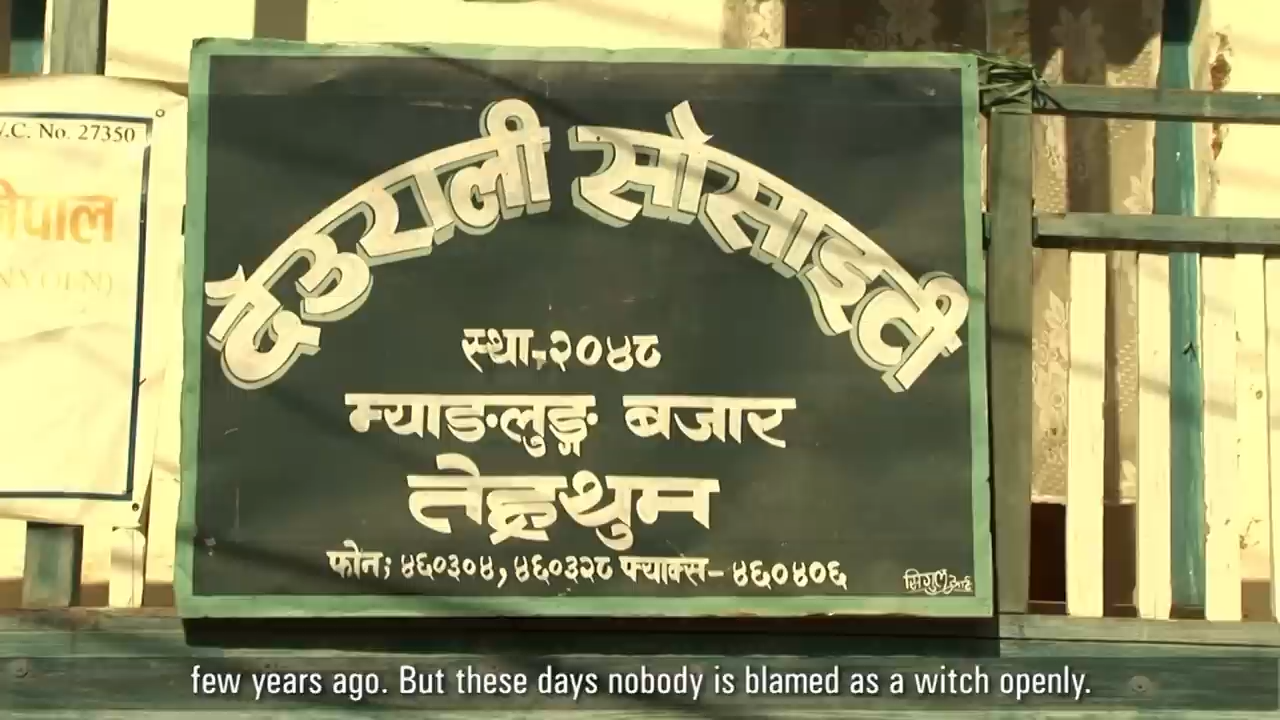 V.C. No. 27350
नेपाल
देउराली सोसाइटी
स्था-२०४८
म्याङलुङ्ग बजार
तेह्रथुम
फोन; ४६०३०४, ४६०३२८ फ्याक्स- ४६०४०६
few years ago. But these days nobody is blamed as a witch openly.